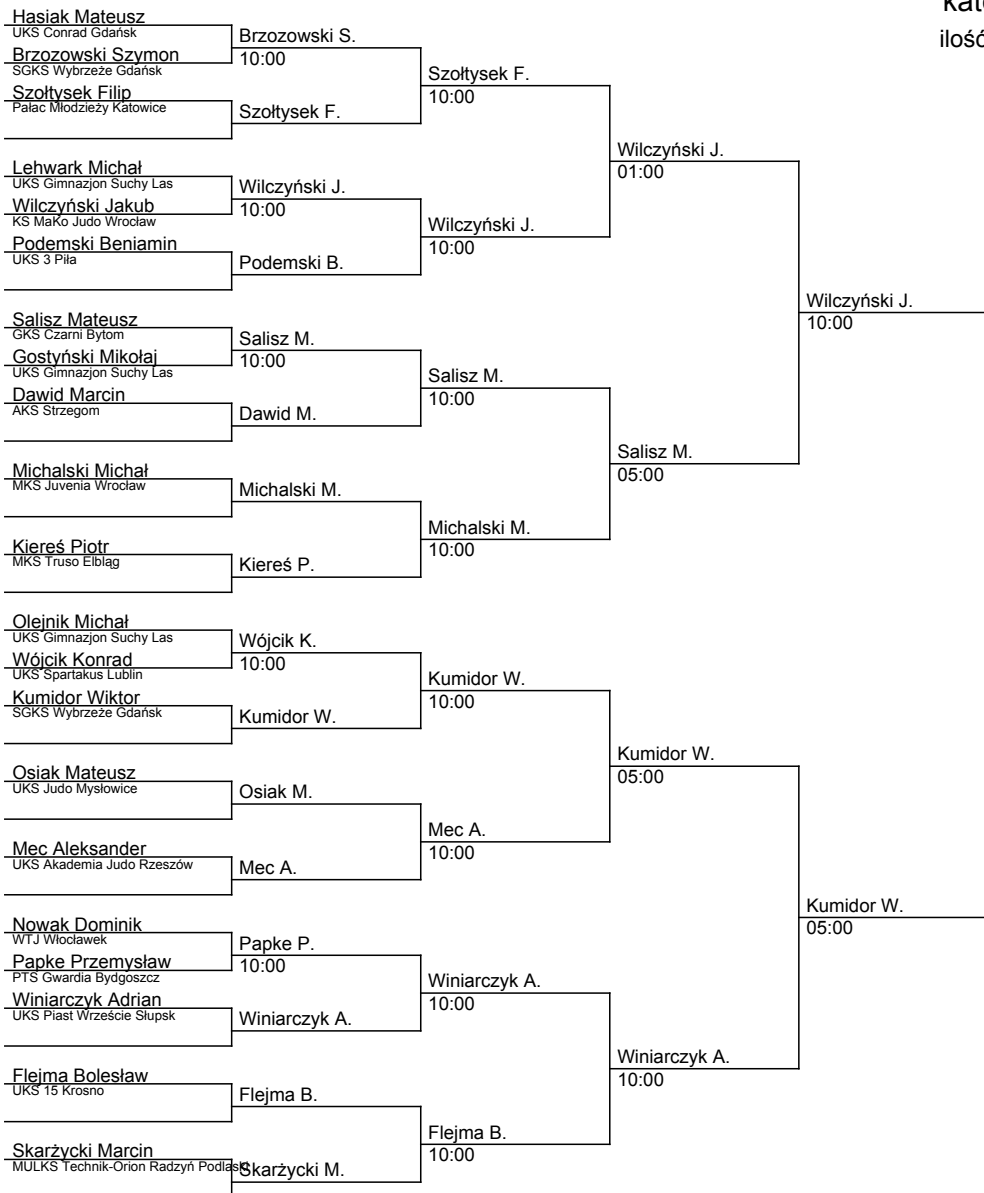 Hasiak Mateusz
UKS Conrad Gdańsk
Brzozowski Szymon
SGKS Wybrzeże Gdańsk
Szołtysek Filip
Pałac Młodzieży Katowice
Lehwark Michał
UKS Gimnazjon Suchy Las
Wilczyński Jakub
KS MaKo Judo Wrocław
Podemski Beniamin
UKS 3 Piła
Salisz Mateusz
GKS Czarni Bytom
Gostyński Mikołaj
UKS Gimnazjon Suchy Las
Dawid Marcin
AKS Strzegom
Michalski Michał
MKS Juvenia Wrocław
Kiereś Piotr
MKS Truso Elbląg
Olejnik Michał
UKS Gimnazjon Suchy Las
Wójcik Konrad
UKS Spartakus Lublin
Kumidor Wiktor
SGKS Wybrzeże Gdańsk
Osiak Mateusz
UKS Judo Mysłowice
Mec Aleksander
UKS Akademia Judo Rzeszów
Nowak Dominik
WTJ Włocławek
Papke Przemysław
PTS Gwardia Bydgoszcz
Winiarczyk Adrian
UKS Piast Wrzeście Słupsk
Flejma Bolesław
UKS 15 Krosno
Skarżycki Marcin
MULKS Technik-Orion Radzyń Podlaski
Brzozowski S.
10:00
Szołtysek F.
Wilczyński J.
10:00
Podemski B.
Salisz M.
10:00
Dawid M.
Michalski M.
Kiereś P.
Wójcik K.
10:00
Kumidor W.
Osiak M.
Mec A.
Papke P.
10:00
Winiarczyk A.
Flejma B.
Skarżycki M.
Szołtysek F.
10:00
Wilczyński J.
10:00
Salisz M.
10:00
Michalski M.
10:00
Kumidor W.
10:00
Mec A.
10:00
Winiarczyk A.
10:00
Flejma B.
10:00
Wilczyński J.
01:00
Salisz M.
05:00
Kumidor W.
05:00
Winiarczyk A.
10:00
Wilczyński J.
10:00
Kumidor W.
05:00
ilość